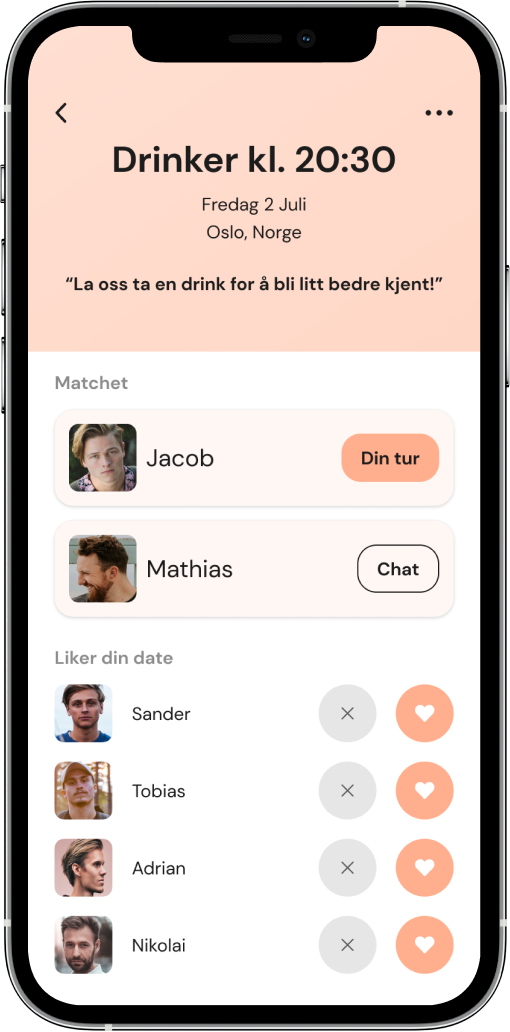 Drinker kl. 20:30
Fredag 2 Juli
Oslo, Norge
“La oss ta en drink for å bli litt bedre kjent!”
Matchet
Jacob
Din tur
Mathias
Chat
Liker din date
Sander
Tobias
Adrian
Nikolai